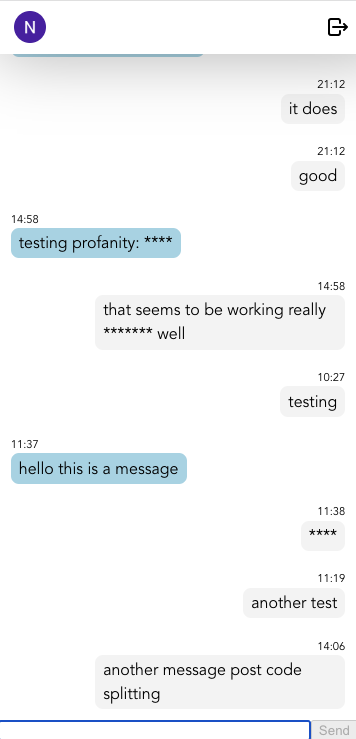 N
21:12
it does
21:12
good
14:58
testing profanity: ****
14:58
that seems to be working really
******* well
10:27
testing
11:37
hello this is a message
11:38
****
11:19
another test
14:06
another message post code
splitting
Send